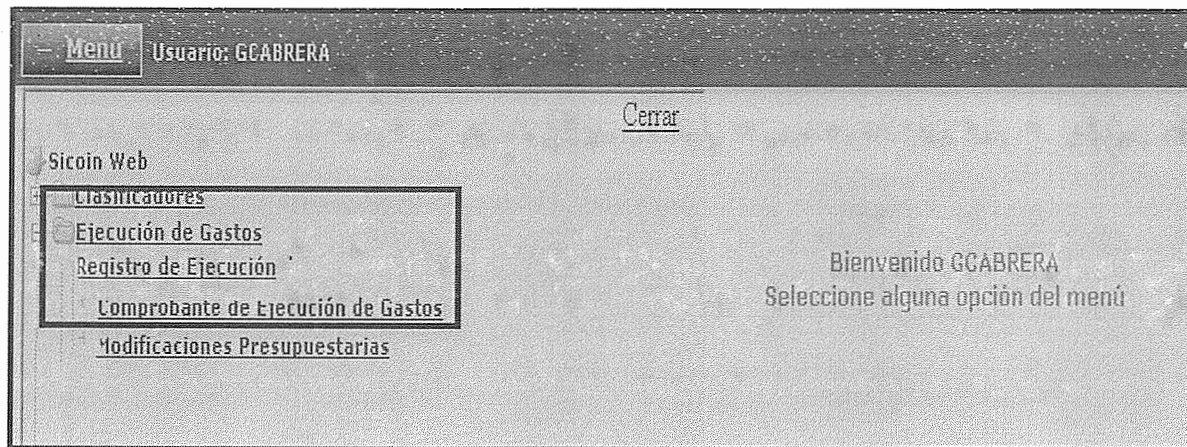 – Menú Usuario: GCABRERA
Cerrar
Sicoin Web
Clasificadores
Ejecución de Gastos
Registro de Ejecución
Comprobante de Ejecución de Gastos
Modificaciones Presupuestarias
Bienvenido GCABRERA
Seleccione alguna opción del menú